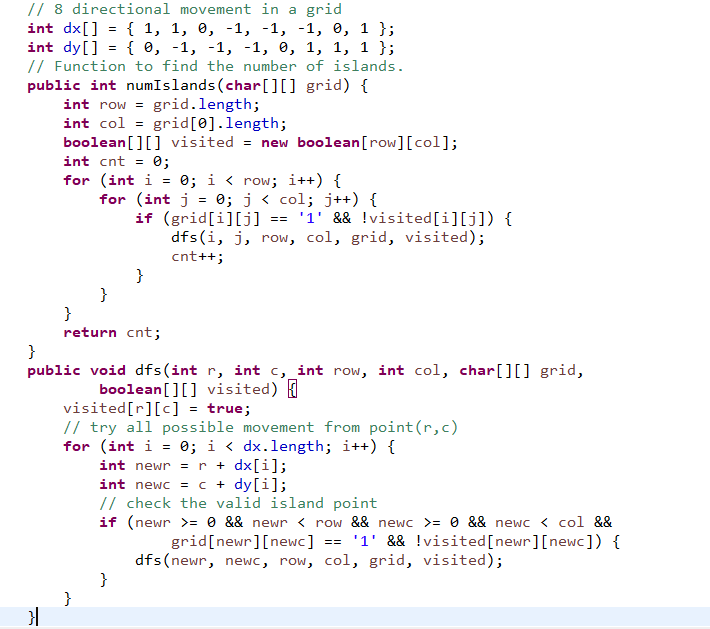 // 8 directional movement in a grid
int dx[] = { 1, 1, 0, -1, -1, -1, 0, 1 };
int dy[] = { 0, -1, -1, -1, 0, 1, 1, 1 };
// Function to find the number of islands.
public int numIslands(char[][] grid) {
    int row = grid.length;
    int col = grid[0].length;
    boolean[][] visited = new boolean[row][col];
    int cnt = 0;
    for (int i = 0; i < row; i++) {
        for (int j = 0; j < col; j++) {
            if (grid[i][j] == '1' && !visited[i][j]) {
                dfs(i, j, row, col, grid, visited);
                cnt++;
            }
        }
    }
    return cnt;
}
public void dfs(int r, int c, int row, int col, char[][] grid,
        boolean[][] visited) {
    visited[r][c] = true;
    // try all possible movement from point(r,c)
    for (int i = 0; i < dx.length; i++) {
        int newr = r + dx[i];
        int newc = c + dy[i];
        // check the valid island point
        if (newr >= 0 && newr < row && newc >= 0 && newc < col &&
                grid[newr][newc] == '1' && !visited[newr][newc]) {
            dfs(newr, newc, row, col, grid, visited);
        }
    }
}